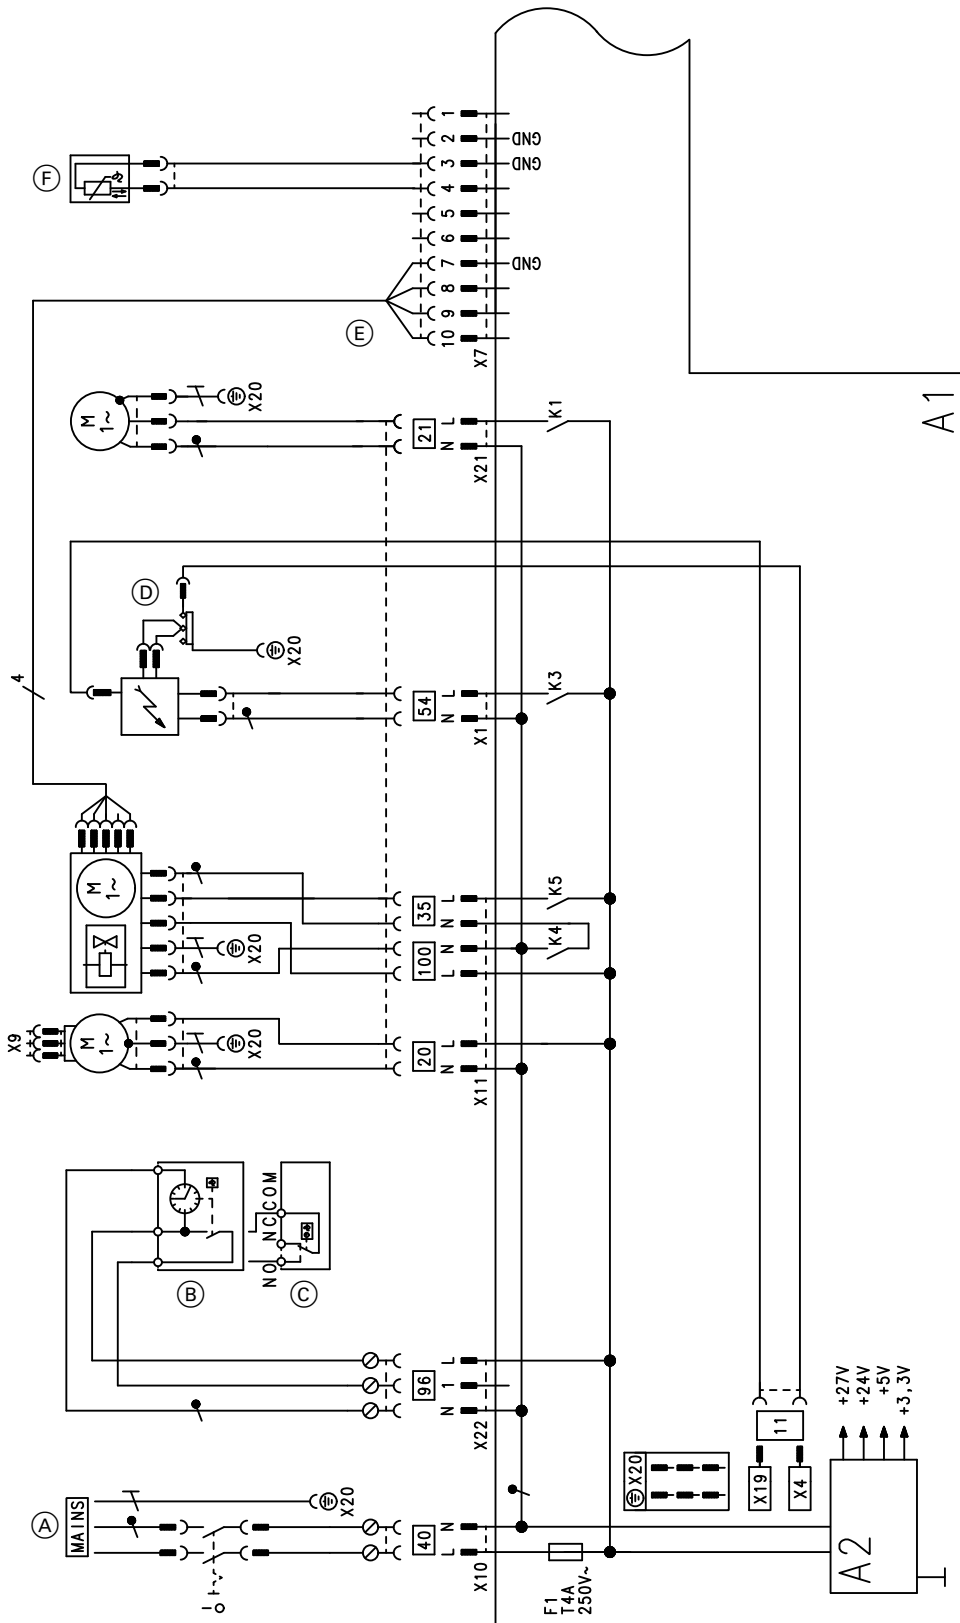 F
1
2
3
4
5
6
7
8
9
10
GND
GND
GND
E
X7
M
1~
X20
21
L
N
X21
K1
A1
D
X20
4
54
L
N
X1
K3
M
1~
X20
35
L
N
100
N
L
K5
K4
X9
M
1~
X20
20
L
N
X11
B
NO
NC
COM
C
96
L
1
N
X22
+27V
+24V
+5V
+3,3V
11
X19
X4
X20
A
MAINS
X20
I
O
40
N
L
X10
F1
T4A
250V~
A2